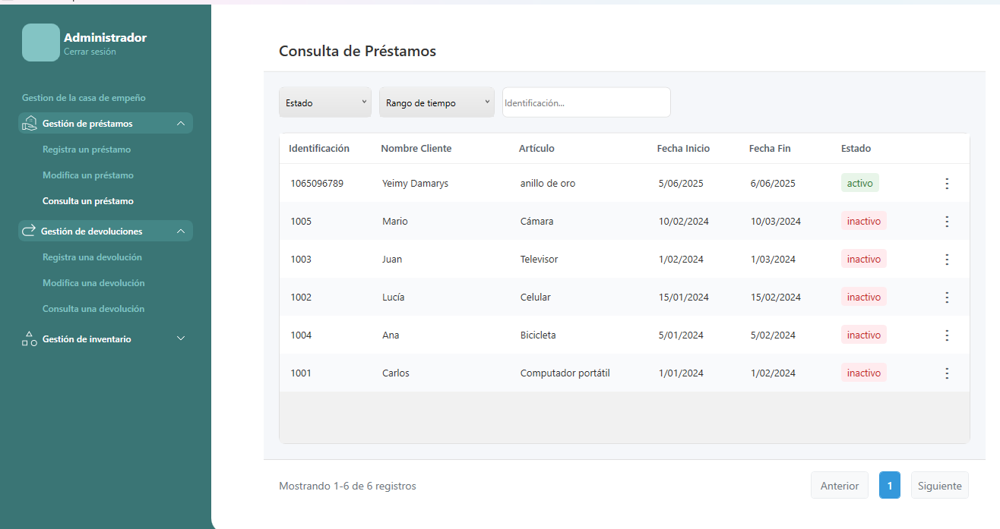 Administrador
Cerrar sesión
Gestion de la casa de empeño
Gestión de préstamos
Registra un préstamo
Modifica un préstamo
Consulta un préstamo
Gestión de devoluciones
Registra una devolución
Modifica una devolución
Consulta una devolución
Gestión de inventario
Consulta de Préstamos
Estado Rango de tiempo Identificación...
Identificación Nombre Cliente Artículo Fecha Inicio Fecha Fin Estado
1065096789 Yeimy Damarys anillo de oro 5/06/2025 6/06/2025 activo
1005 Mario Cámara 10/02/2024 10/03/2024 inactivo
1003 Juan Televisor 1/02/2024 1/03/2024 inactivo
1002 Lucía Celular 15/01/2024 15/02/2024 inactivo
1004 Ana Bicicleta 5/01/2024 5/02/2024 inactivo
1001 Carlos Computador portátil 1/01/2024 1/02/2024 inactivo
Mostrando 1-6 de 6 registros
Anterior 1 Siguiente